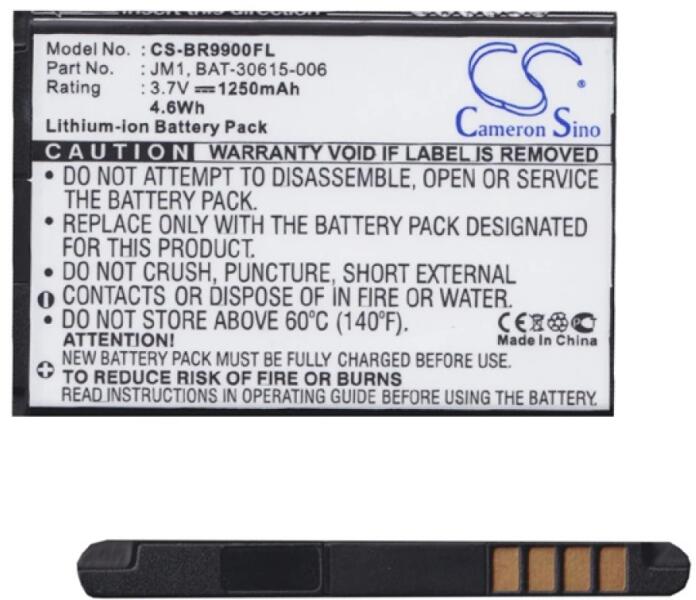 Insert this direction
Model No. : CS-BR9900FL
Part No. : JM1, BAT-30615-006
Rating : 3.7V ⎓1250mAh
4.6Wh
Lithium-ion Battery Pack
CS
Cameron Sino
CAUTION WARRANTY VOID IF LABEL IS REMOVED
• DO NOT ATTEMPT TO DISASSEMBLE, OPEN OR SERVICE
THE BATTERY PACK.
• REPLACE ONLY WITH THE BATTERY PACK DESIGNATED
FOR THIS PRODUCT.
• DO NOT CRUSH, PUNCTURE, SHORT EXTERNAL
CONTACTS OR DISPOSE OF IN FIRE OR WATER.
• DO NOT STORE ABOVE 60°C (140°F).
CE
Made In China
ATTENTION!
NEW BATTERY PACK MUST BE FULLY CHARGED BEFORE USE.
TO REDUCE RISK OF FIRE OR BURNS
READ INSTRUCTIONS IN OPERATING GUIDE BEFORE USING BATTERY.